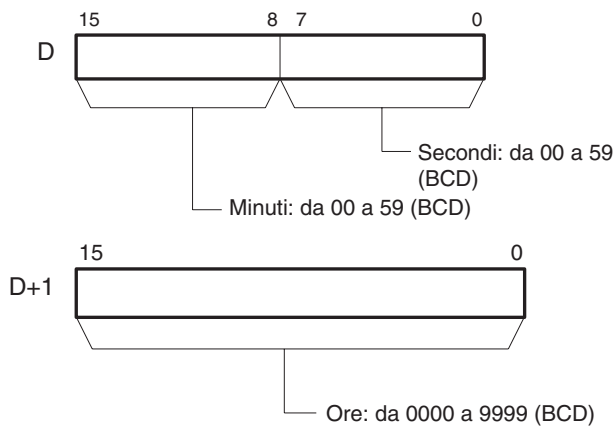 15 8 7 0
D
Secondi: da 00 a 59
(BCD)
Minuti: da 00 a 59 (BCD)
15 0
D+1
Ore: da 0000 a 9999 (BCD)